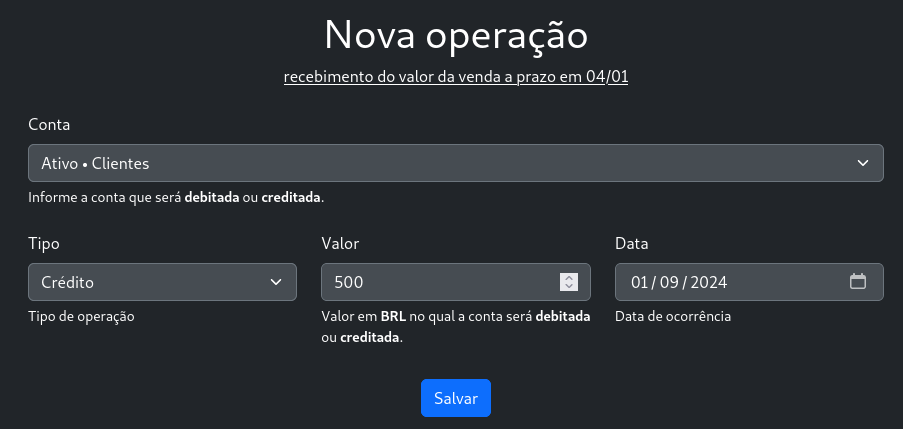 Nova operação
recebimento do valor da venda a prazo em 04/01
Conta
Ativo • Clientes
Informe a conta que será debitada ou creditada.
Tipo
Crédito
Tipo de operação
Valor
500
Valor em BRL no qual a conta será debitada
ou creditada.
Data
01 / 09 / 2024
Data de ocorrência
Salvar